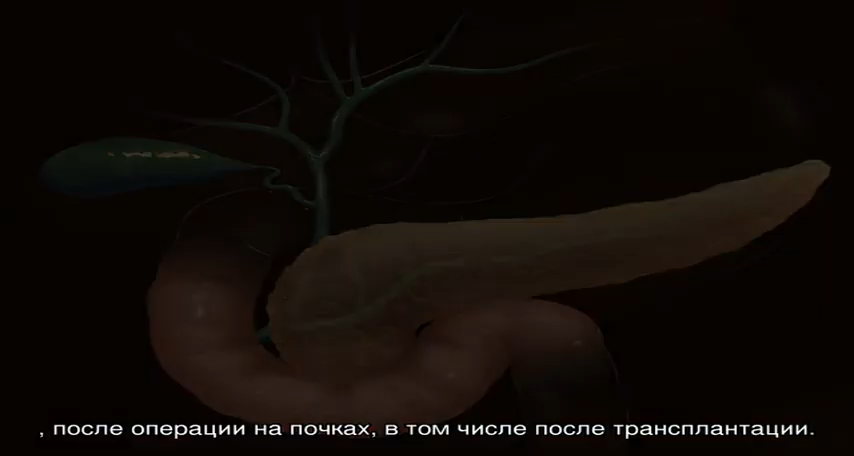 , после операции на почках, в том числе после трансплантации.